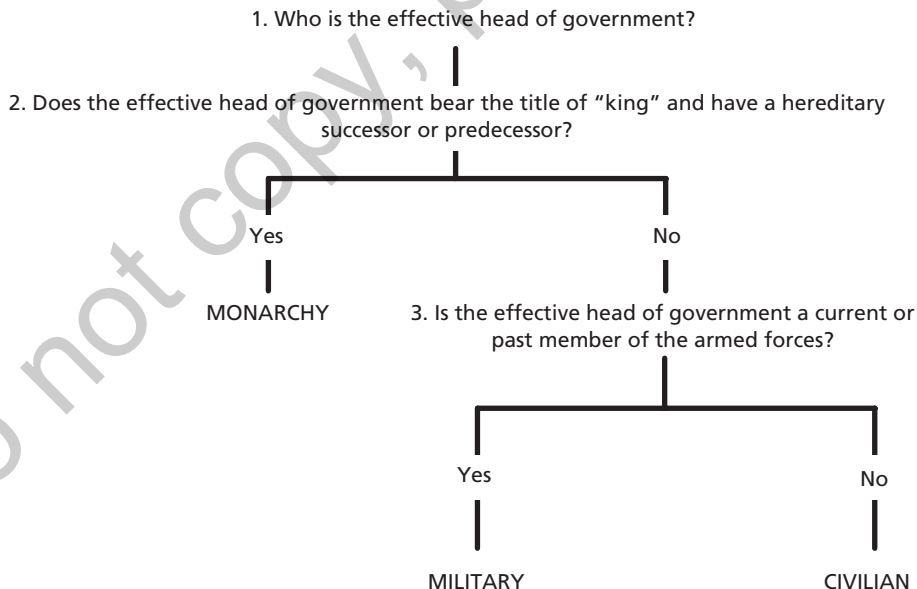 1. Who is the effective head of government?
2. Does the effective head of government bear the title of “king” and have a hereditary
successor or predecessor?
Yes
No
MONARCHY
3. Is the effective head of government a current or
past member of the armed forces?
Yes
No
MILITARY
CIVILIAN
not copy, p